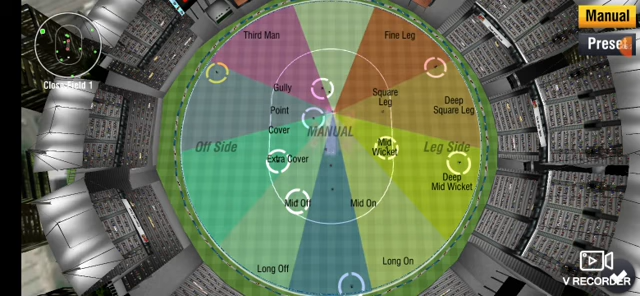 Manual
Preset
Close Field 1
Third Man
Fine Leg
Gully
Square
Leg
Deep
Square Leg
Point
Cover
MANUAL
Off Side
Mid
Wicket
Leg Side
Extra Cover
Deep
Mid Wicket
Mid Off
Mid On
Long Off
Long On
V RECORDER